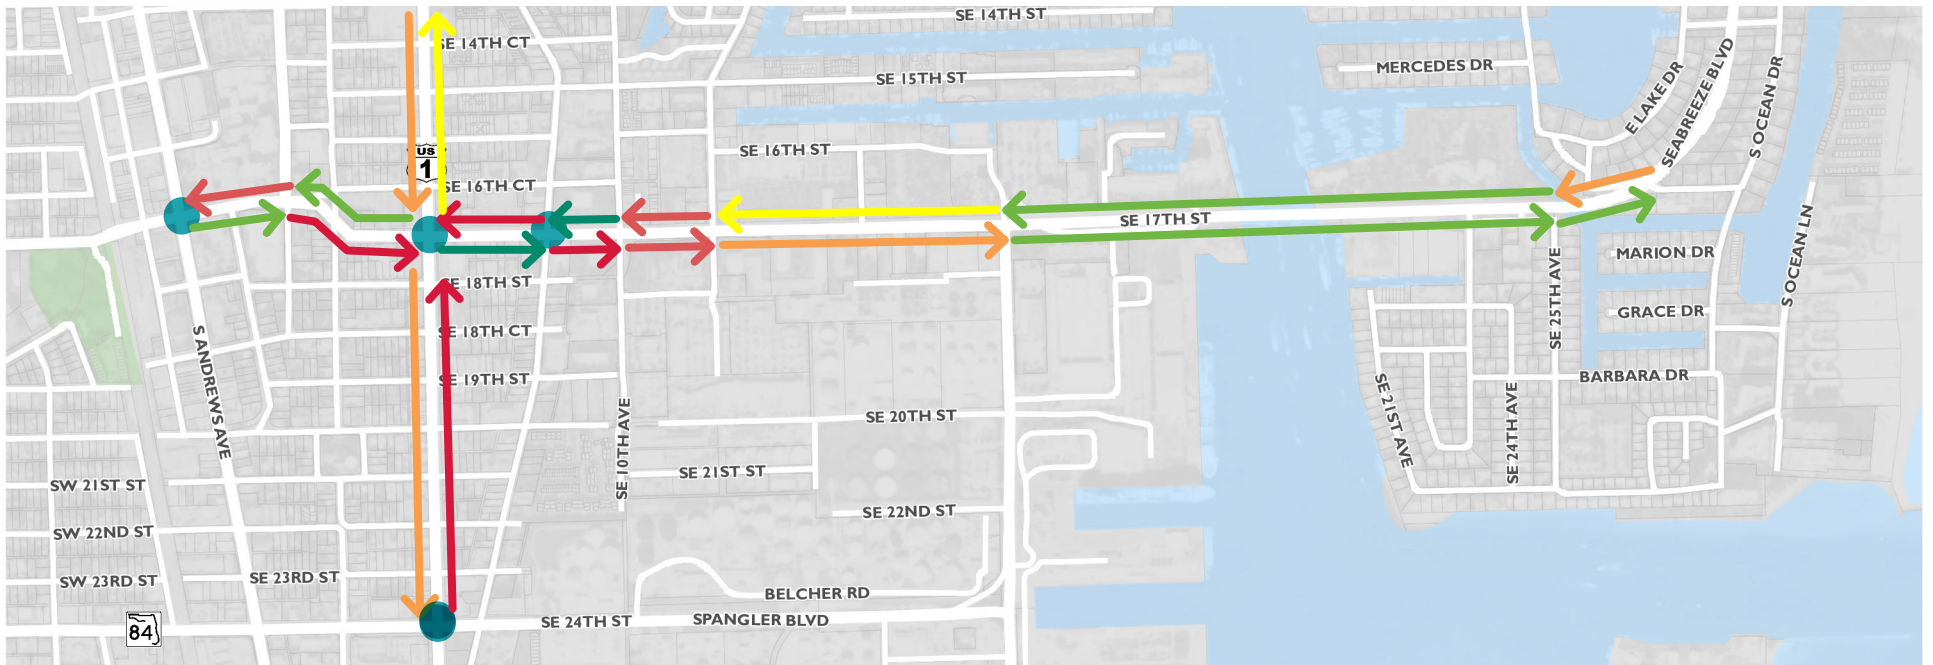 SE 14TH ST
SE 14TH CT
MERCEDES DR
SE 15TH ST
E LAKE DR
SEABREEZE BLVD
S OCEAN DR
US
1
SE 16TH ST
SE 16TH CT
SE 17TH ST
S OCEAN LN
MARION DR
SE 18TH ST
SE 25TH AVE
GRACE DR
SE 18TH CT
S ANDREWS AVE
SE 19TH ST
BARBARA DR
SE 21ST AVE
SE 24TH AVE
SE 20TH ST
SE 10TH AVE
SE 21ST ST
SW 21ST ST
SE 22ND ST
SW 22ND ST
SE 23RD ST
SW 23RD ST
BELCHER RD
SE 24TH ST
SPANGLER BLVD
84